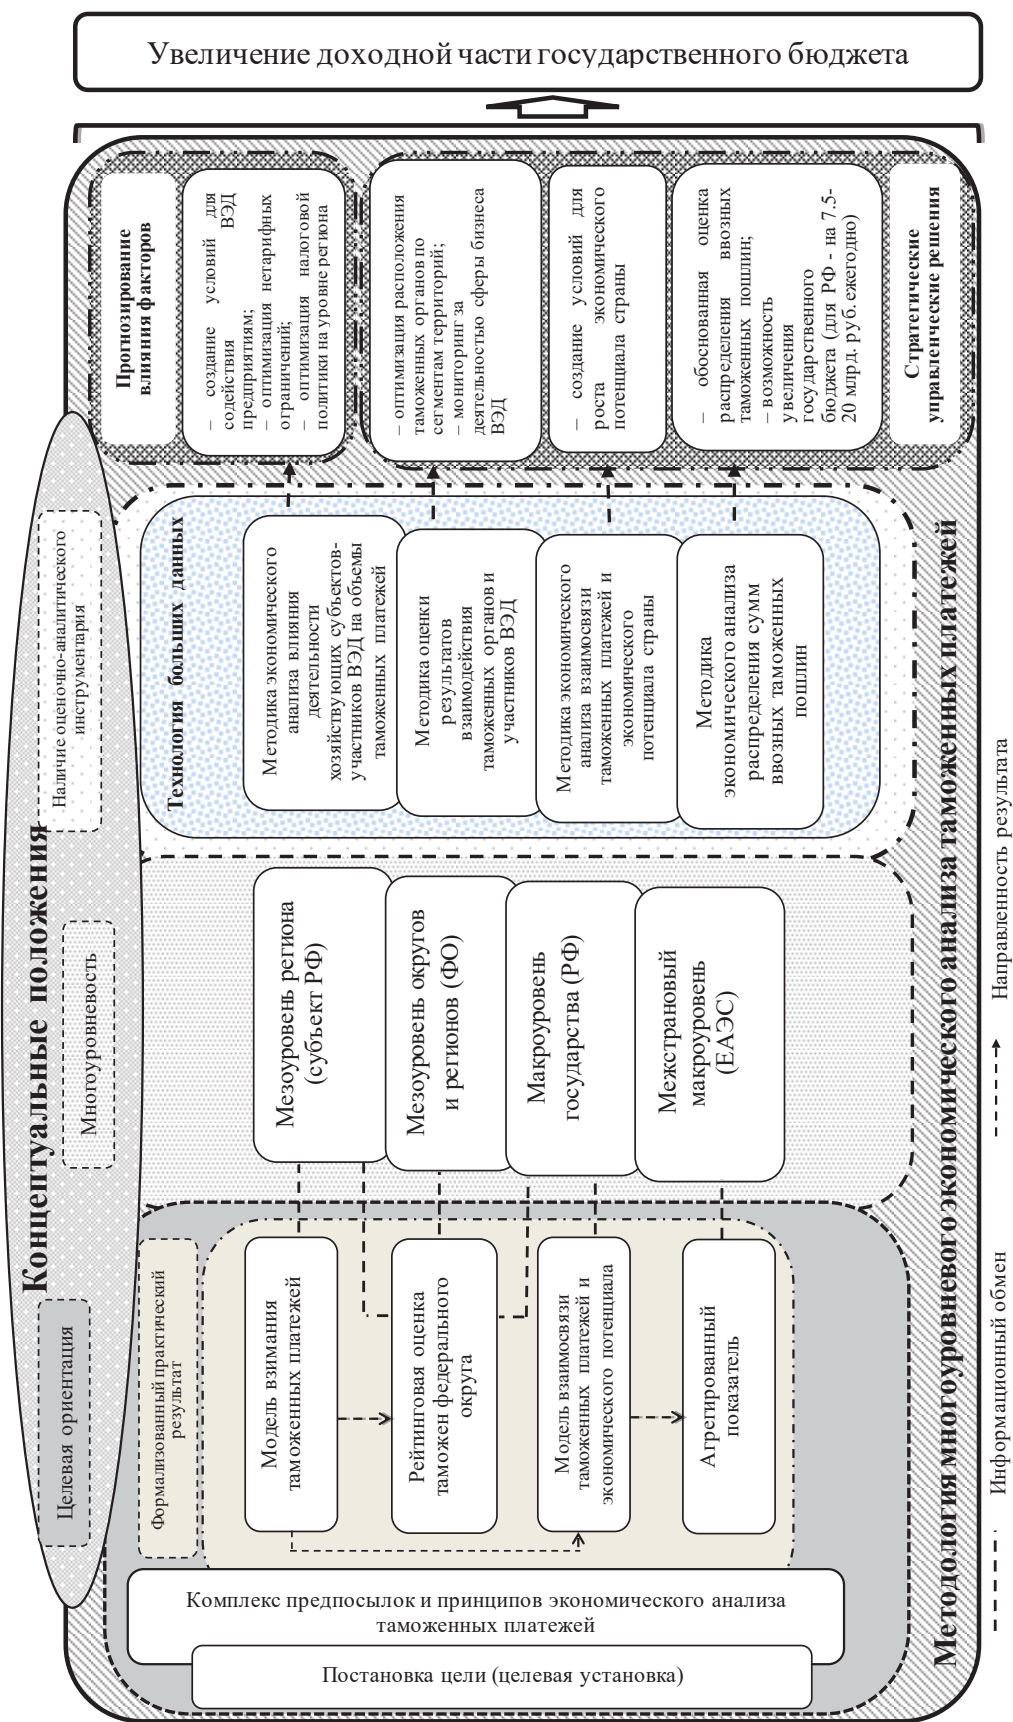 Увеличение доходной части государственного бюджета
Прогнозирование
влияния факторов
– создание условий для
содействия ВЭД
предприятиям;
– оптимизация нетарифных
ограничений;
– оптимизация налоговой
политики на уровне региона
– оптимизация расположения
таможенных органов по
сегментам территорий;
– мониторинг за
деятельностью сферы бизнеса
ВЭД
– создание условий для
роста экономического
потенциала страны
– обоснованная оценка
распределения ввозных
таможенных пошлин;
– возможность
увеличения
государственного
бюджета (для РФ - на 7.5-
20 млрд. руб. ежегодно)
Стратегические
управленческие решения
Концептуальные положения
Наличие оценочно-аналитического
инструментария
Многоуровневость
Целевая ориентация
Технология больших данных
Методика экономического
анализа влияния
деятельности
хозяйствующих субъектов-
участников ВЭД на объемы
таможенных платежей
Методика оценки
результатов
взаимодействия
таможенных органов и
участников ВЭД
Методика экономического
анализа взаимосвязи
таможенных платежей и
экономического
потенциала страны
Методика
экономического анализа
распределения сумм
ввозных таможенных
пошлин
Мезоуровень региона
(субъект РФ)
Мезоуровень округов
и регионов (ФО)
Макроуровень
государства (РФ)
Межстрановый
макроуровень
(ЕАЭС)
Формализованный практический
результат
Модель взимания
таможенных платежей
Рейтинговая оценка
таможен федерального
округа
Модель взаимосвязи
таможенных платежей и
экономического потенциала
Агрегированный
показатель
Комплекс предпосылок и принципов экономического анализа
таможенных платежей
Постановка цели (целевая установка)
Методология многоуровневого экономического анализа таможенных платежей
Информационный обмен
Направленность результата